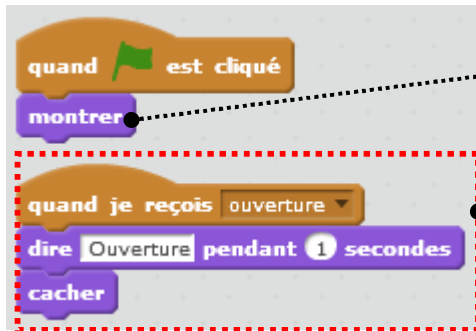 quand est cliqué
montrer
quand je reçois ouverture
dire Ouverture pendant 1 secondes
cacher